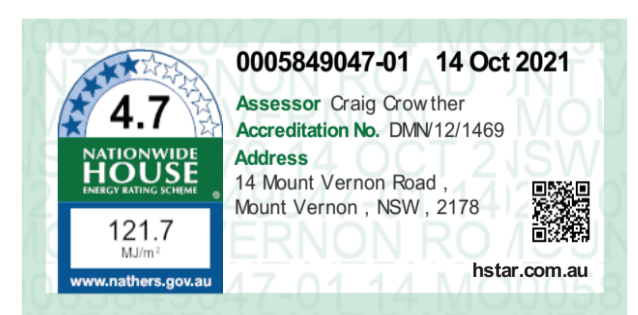 0005849047-01 14 Oct 2021
4.7
NATIONWIDE
HOUSE
ENERGY RATING SCHEME
®
121.7
MJ/m²
www.nathers.gov.au
Assessor Craig Crowther
Accreditation No. DMN/12/1469
Address
14 Mount Vernon Road ,
Mount Vernon , NSW , 2178
hstar.com.au